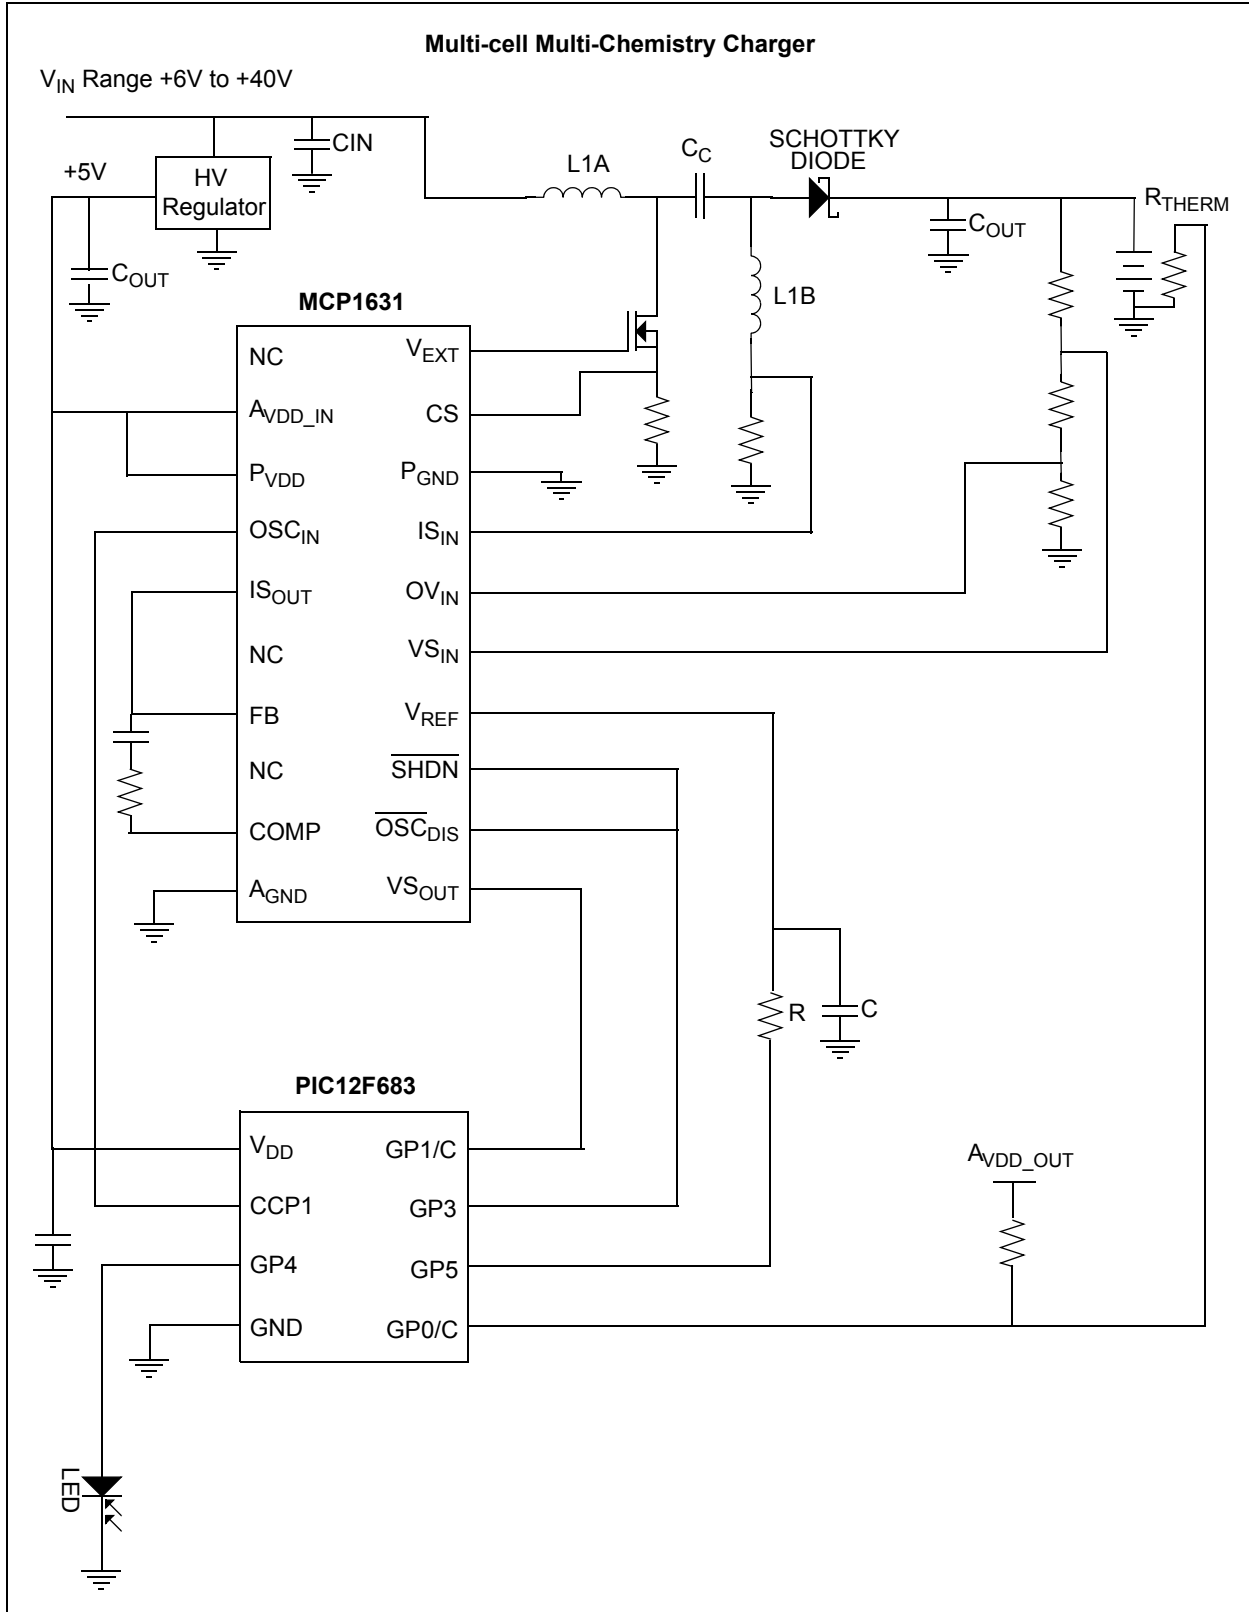 Multi-cell Multi-Chemistry Charger
VIN Range +6V to +40V
CIN
SCHOTTKY
DIODE
CC
L1A
+5V
HV
Regulator
RTHERM
COUT
COUT
L1B
MCP1631
NC
VEXT
AVDD_IN
CS
PVDD
PGND
OSCIN
ISIN
ISOUT
OVIN
NC
VSIN
FB
VREF
NC
SHDN
COMP
OSCDIS
AGND
VSOUT
R
C
PIC12F683
VDD
GP1/C
AVDD_OUT
CCP1
GP3
GP4
GP5
GND
GP0/C
LED